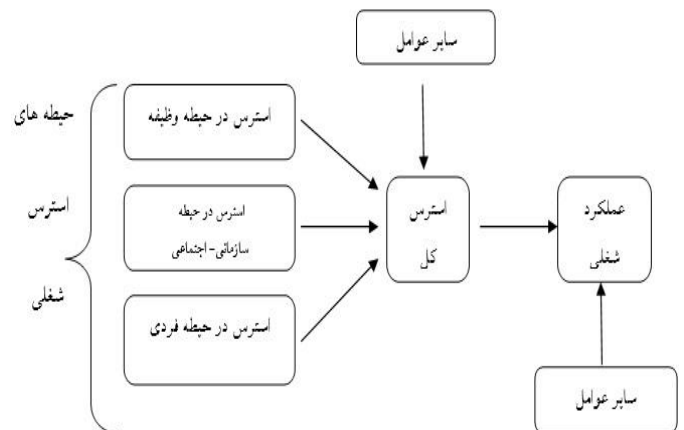 سایر عوامل
حیطه های
استرس
شغلی
استرس در حیطه وظیفه
استرس در حیطه
سازمانی- اجتماعی
استرس در حیطه فردی
استرس
کل
عملکرد
شغلی
سایر عوامل